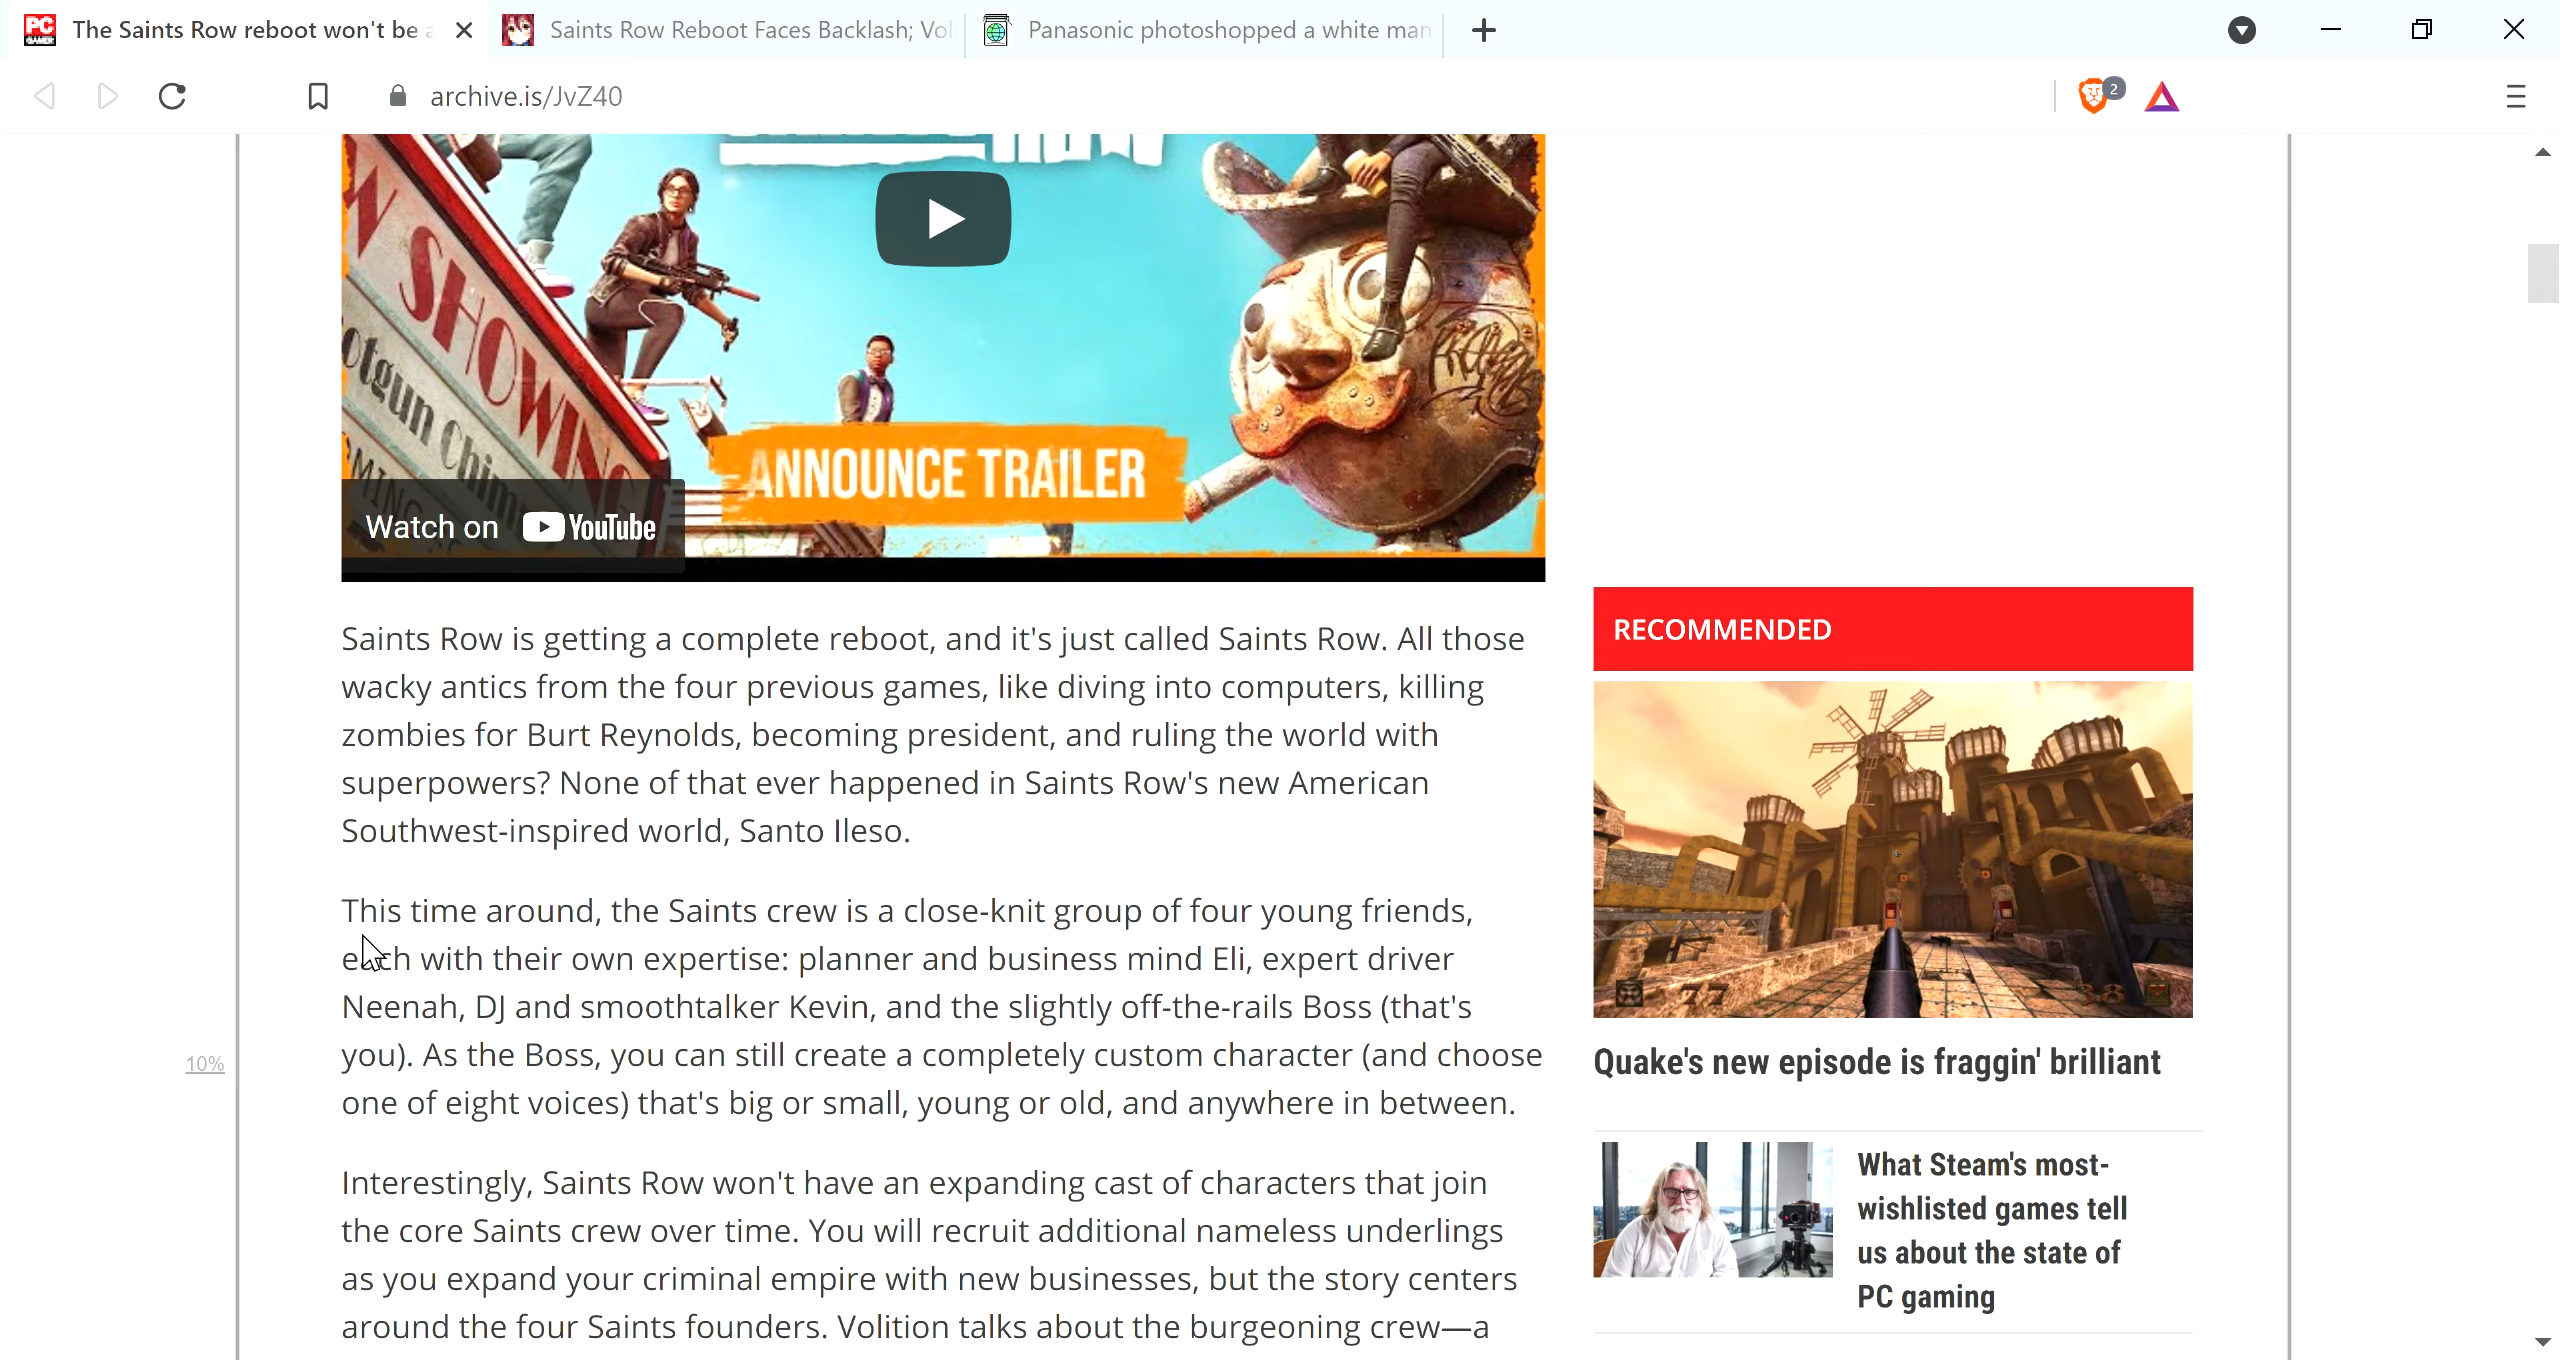 The Saints Row reboot won't be
Saints Row Reboot Faces Backlash; Vol
Panasonic photoshopped a white man
archive.is/JvZ40
2
SHOWING
ANNOUNCE TRAILER
Watch on YouTube
Saints Row is getting a complete reboot, and it's just called Saints Row. All those
wacky antics from the four previous games, like diving into computers, killing
zombies for Burt Reynolds, becoming president, and ruling the world with
superpowers? None of that ever happened in Saints Row's new American
Southwest-inspired world, Santo Ileso.
This time around, the Saints crew is a close-knit group of four young friends,
each with their own expertise: planner and business mind Eli, expert driver
Neenah, DJ and smoothtalker Kevin, and the slightly off-the-rails Boss (that's
you). As the Boss, you can still create a completely custom character (and choose
one of eight voices) that's big or small, young or old, and anywhere in between.
10%
Interestingly, Saints Row won't have an expanding cast of characters that join
the core Saints crew over time. You will recruit additional nameless underlings
as you expand your criminal empire with new businesses, but the story centers
around the four Saints founders. Volition talks about the burgeoning crew—a
RECOMMENDED
77
Quake's new episode is fraggin' brilliant
What Steam's most-
wishlisted games tell
us about the state of
PC gaming